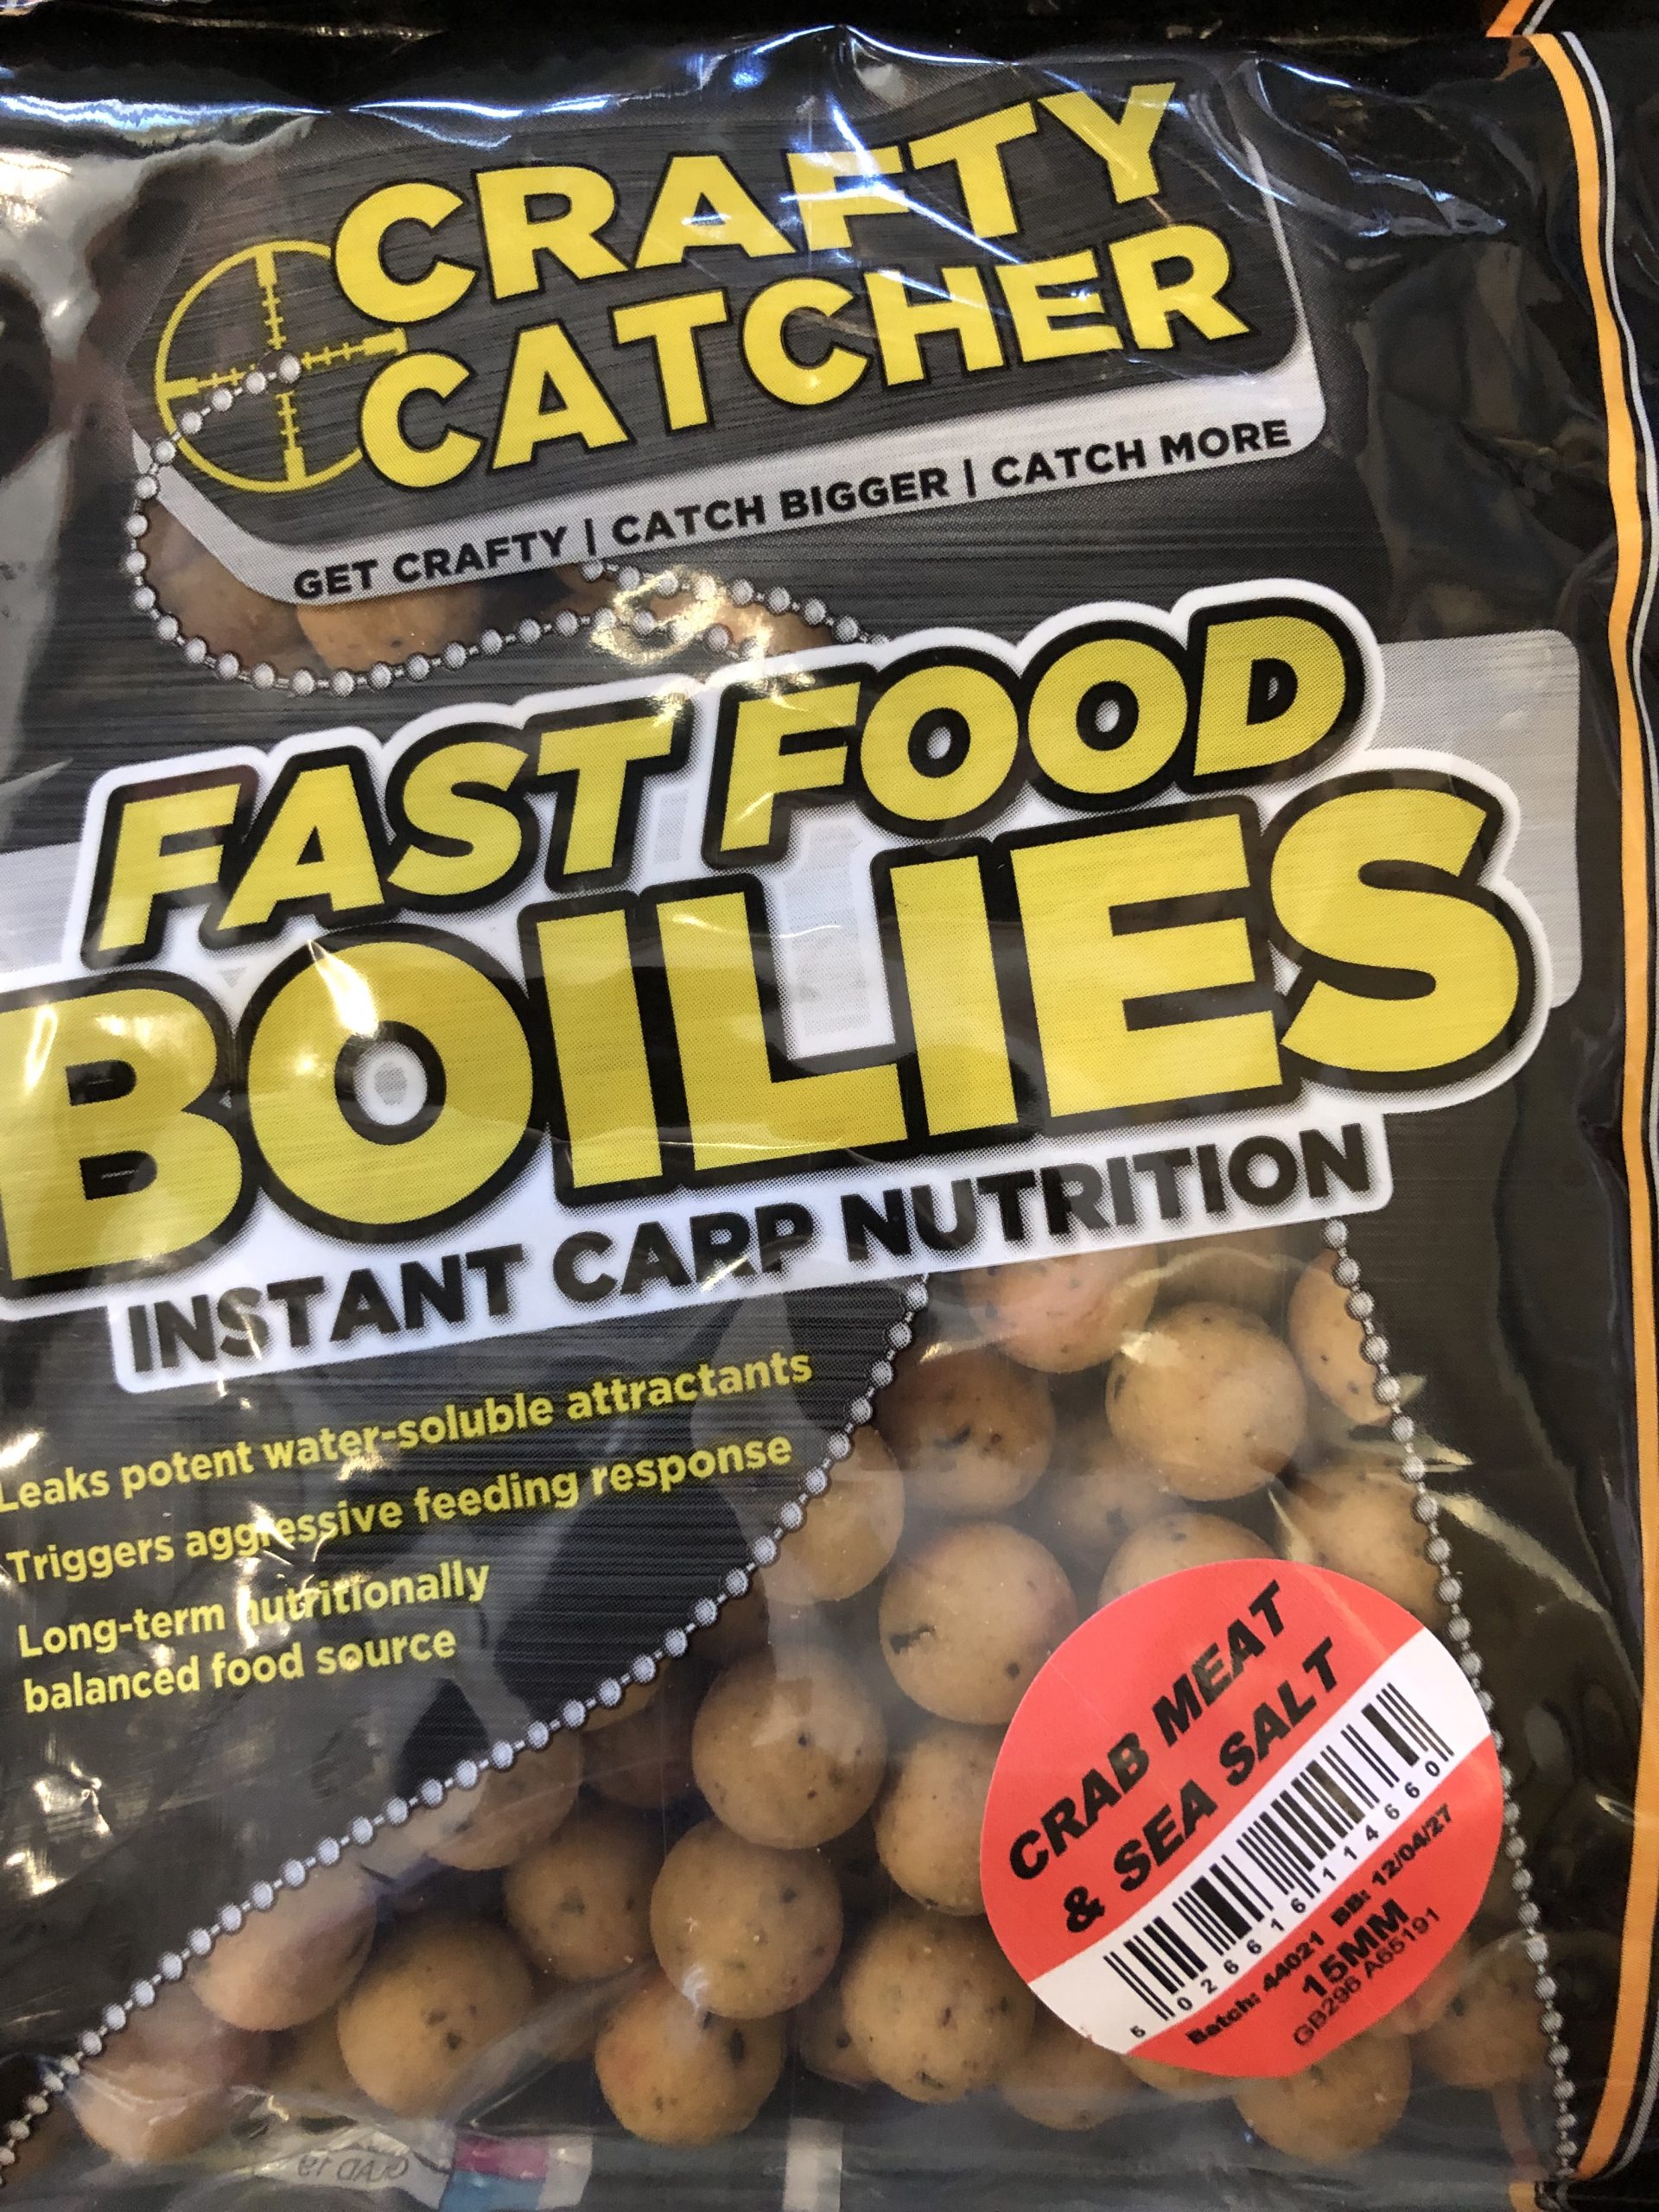 CRAFTY
CATCHER
GET CRAFTY | CATCH BIGGER | CATCH MORE
FAST FOOD
BOILIES
INSTANT CARP NUTRITION
Leaks potent water-soluble attractants
Triggers aggressive feeding response
Long-term nutritionally
balanced food source
CRAB MEAT
& SEA SALT
5 026616 114660
Batch: 44021 BB: 12/04/27
15MM
GB296 A65191